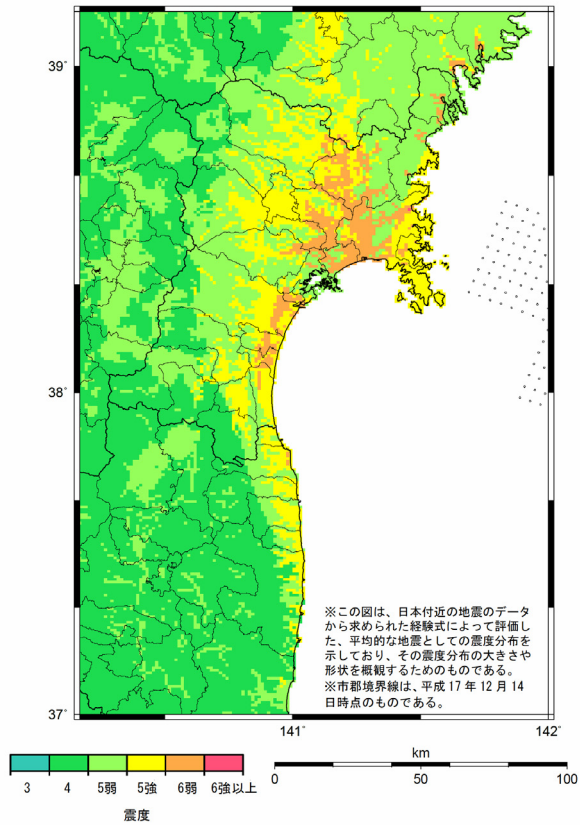 39°
38°
※この図は、日本付近の地震のデータ
から求められた経験式によって評価し
た、平均的な地震としての震度分布を
示しており、その震度分布の大きさや
形状を概観するためのものである。
※市郡境界線は、平成17年12月14
日時点のものである。
37°
141°
142°
km
0 50 100
3 4 5弱 5強 6弱 6強以上
震度